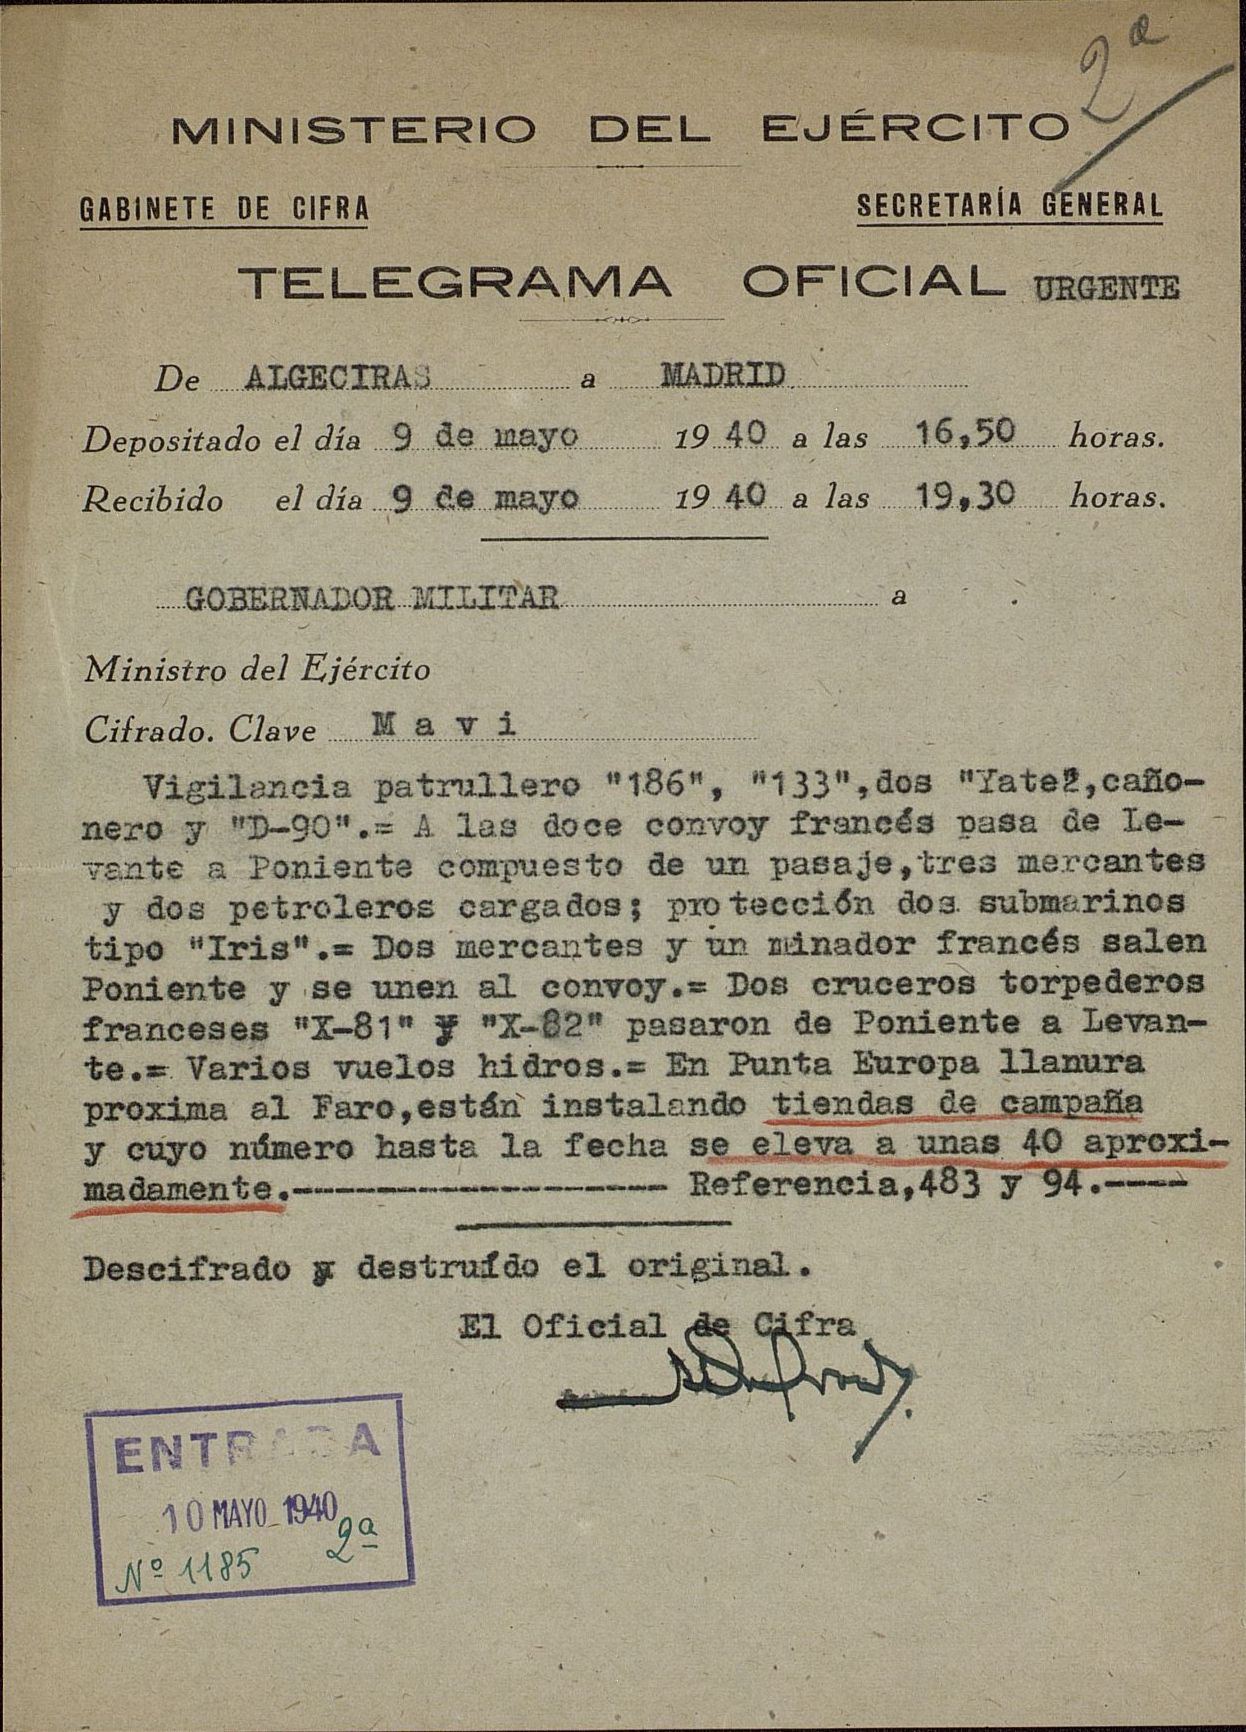 2ª
MINISTERIO DEL EJÉRCITO
GABINETE DE CIFRA
SECRETARÍA GENERAL
TELEGRAMA OFICIAL URGENTE
De ALGECIRAS a MADRID
Depositado el día 9 de mayo 1940 a las 16,50 horas.
Recibido el día 9 de mayo 1940 a las 19,30 horas.
GOBERNADOR MILITAR a
Ministro del Ejército
Cifrado. Clave M a v i
Vigilancia patrullero "186", "133",dos "Yate",caño-
nero y "D-90".= A las doce convoy francés pasa de Le-
vante a Poniente compuesto de un pasaje,tres mercantes
y dos petroleros cargados; protección dos submarinos
tipo "Iris".= Dos mercantes y un minador francés salen
Poniente y se unen al convoy.= Dos cruceros torpederos
franceses "X-81" y "X-82" pasaron de Poniente a Levan-
te.= Varios vuelos hidros.= En Punta Europa llanura
proxima al Faro,están instalando tiendas de campaña
y cuyo número hasta la fecha se eleva a unas 40 aproxi-
madamente.-------------------- Referencia,483 y 94.----
Descifrado y destruído el original.
El Oficial de Cifra
ENTRADA
10 MAYO 1940
Nº 1185 2ª